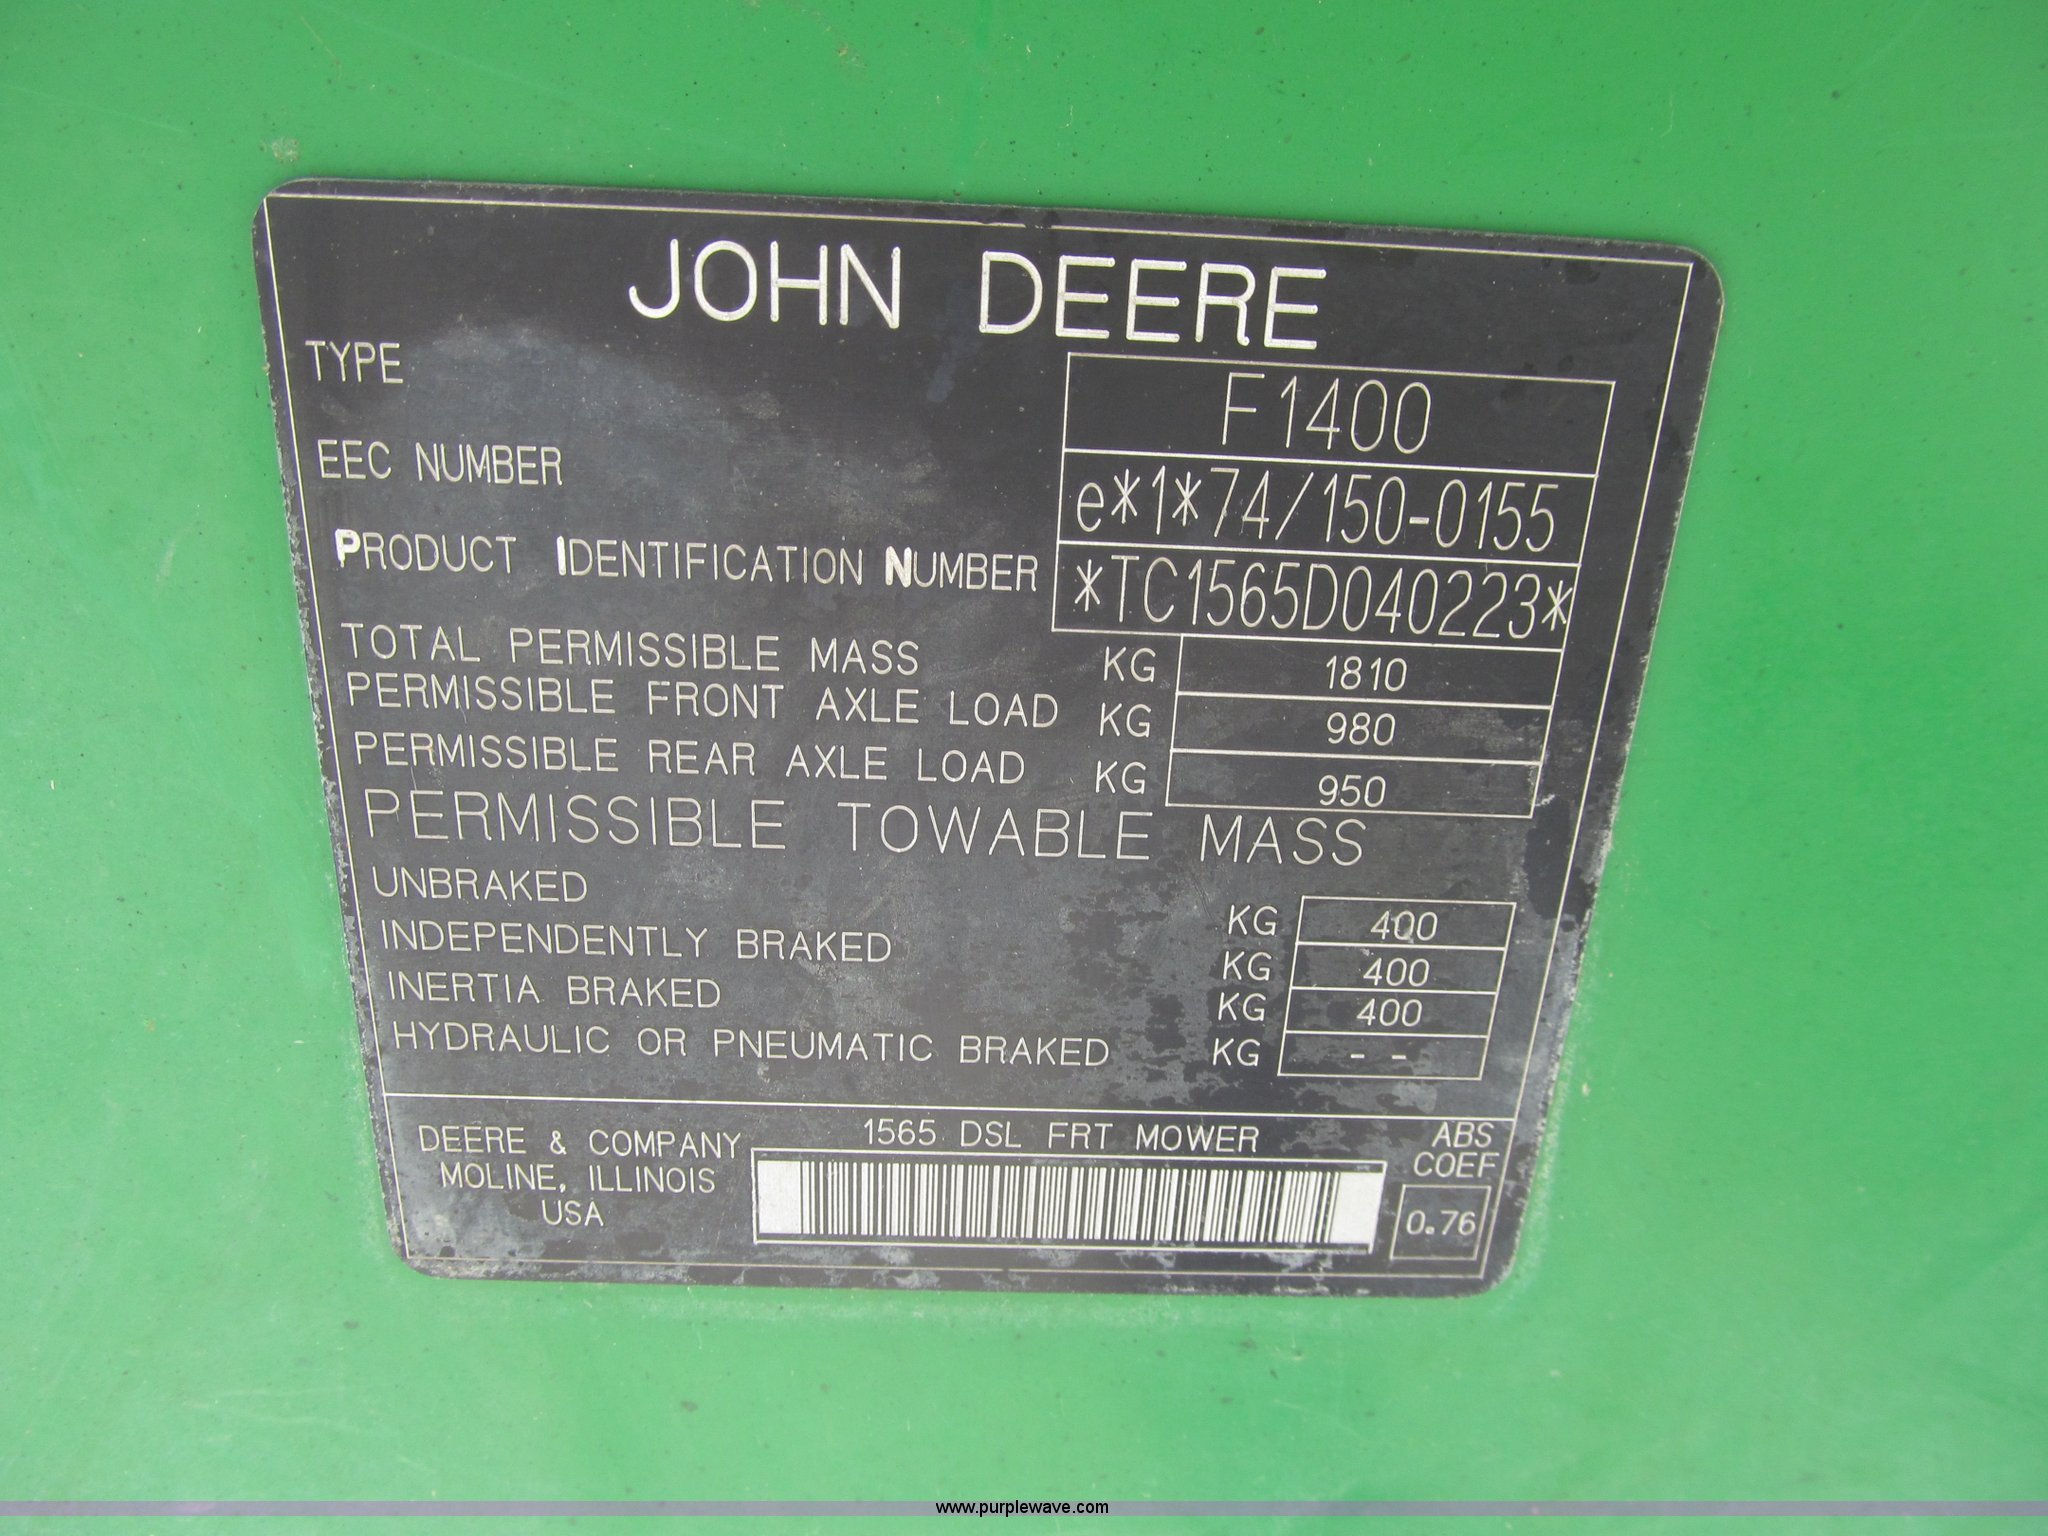 JOHN DEERE
TYPE F1400
EEC NUMBER e*1*74/150-0155
PRODUCT IDENTIFICATION NUMBER *TC1565D040223*
TOTAL PERMISSIBLE MASS KG 1810
PERMISSIBLE FRONT AXLE LOAD KG 980
PERMISSIBLE REAR AXLE LOAD KG 950
PERMISSIBLE TOWABLE MASS
UNBRAKED KG 400
INDEPENDENTLY BRAKED KG 400
INERTIA BRAKED KG 400
HYDRAULIC OR PNEUMATIC BRAKED KG - -
DEERE & COMPANY
MOLINE, ILLINOIS
USA
1565 DSL FRT MOWER
ABS
COEF
0.76
www.purplewave.com